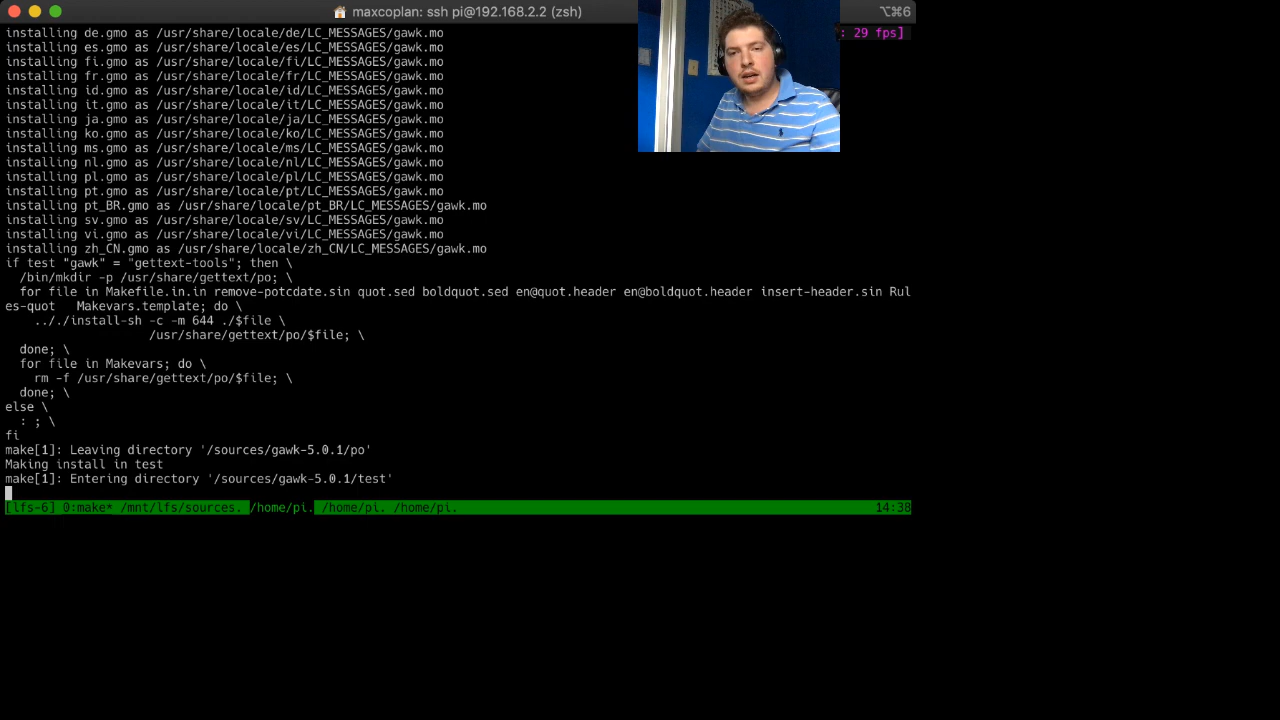 maxcoplan: ssh pi@192.168.2.2 (zsh)
⌥⌘6
installing de.gmo as /usr/share/locale/de/LC_MESSAGES/gawk.mo
: 29 fps]
installing es.gmo as /usr/share/locale/es/LC_MESSAGES/gawk.mo
installing fi.gmo as /usr/share/locale/fi/LC_MESSAGES/gawk.mo
installing fr.gmo as /usr/share/locale/fr/LC_MESSAGES/gawk.mo
installing id.gmo as /usr/share/locale/id/LC_MESSAGES/gawk.mo
installing it.gmo as /usr/share/locale/it/LC_MESSAGES/gawk.mo
installing ja.gmo as /usr/share/locale/ja/LC_MESSAGES/gawk.mo
installing ko.gmo as /usr/share/locale/ko/LC_MESSAGES/gawk.mo
installing ms.gmo as /usr/share/locale/ms/LC_MESSAGES/gawk.mo
installing nl.gmo as /usr/share/locale/nl/LC_MESSAGES/gawk.mo
installing pl.gmo as /usr/share/locale/pl/LC_MESSAGES/gawk.mo
installing pt.gmo as /usr/share/locale/pt/LC_MESSAGES/gawk.mo
installing pt_BR.gmo as /usr/share/locale/pt_BR/LC_MESSAGES/gawk.mo
installing sv.gmo as /usr/share/locale/sv/LC_MESSAGES/gawk.mo
installing vi.gmo as /usr/share/locale/vi/LC_MESSAGES/gawk.mo
installing zh_CN.gmo as /usr/share/locale/zh_CN/LC_MESSAGES/gawk.mo
if test "gawk" = "gettext-tools"; then \
  /bin/mkdir -p /usr/share/gettext/po; \
  for file in Makefile.in.in remove-potcdate.sin quot.sed boldquot.sed en@quot.header en@boldquot.header insert-header.sin Rul
es-quot   Makevars.template; do \
    .././install-sh -c -m 644 ./$file \
                    /usr/share/gettext/po/$file; \
  done; \
  for file in Makevars; do \
    rm -f /usr/share/gettext/po/$file; \
  done; \
else \
  : ; \
fi
make[1]: Leaving directory '/sources/gawk-5.0.1/po'
Making install in test
make[1]: Entering directory '/sources/gawk-5.0.1/test'
[lfs-6] 0:make* /mnt/lfs/sources. /home/pi. /home/pi. /home/pi. 14:38